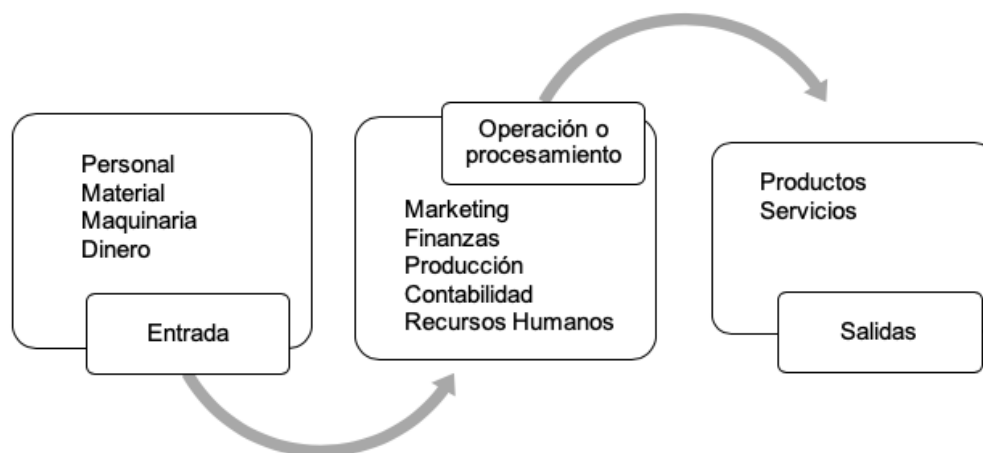 Personal
Material
Maquinaria
Dinero
Entrada
Operación o
procesamiento
Marketing
Finanzas
Producción
Contabilidad
Recursos Humanos
Productos
Servicios
Salidas